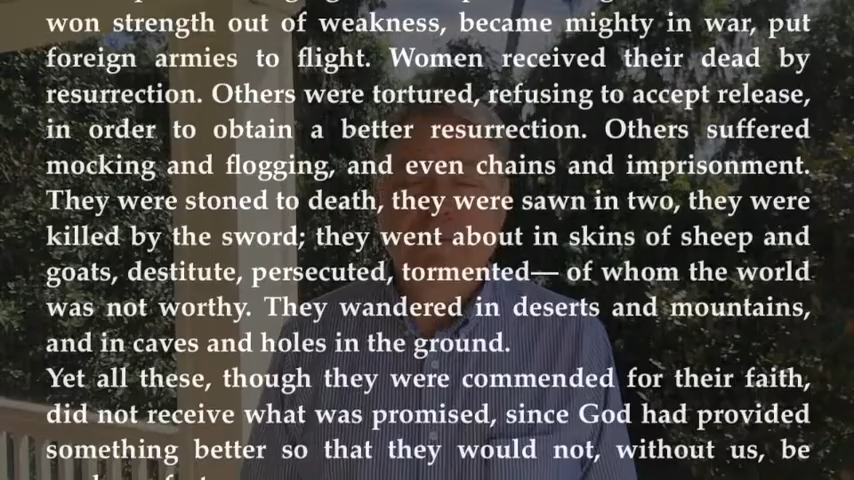 won strength out of weakness, became mighty in war, put
foreign armies to flight. Women received their dead by
resurrection. Others were tortured, refusing to accept release,
in order to obtain a better resurrection. Others suffered
mocking and flogging, and even chains and imprisonment.
They were stoned to death, they were sawn in two, they were
killed by the sword; they went about in skins of sheep and
goats, destitute, persecuted, tormented— of whom the world
was not worthy. They wandered in deserts and mountains,
and in caves and holes in the ground.
Yet all these, though they were commended for their faith,
did not receive what was promised, since God had provided
something better so that they would not, without us, be